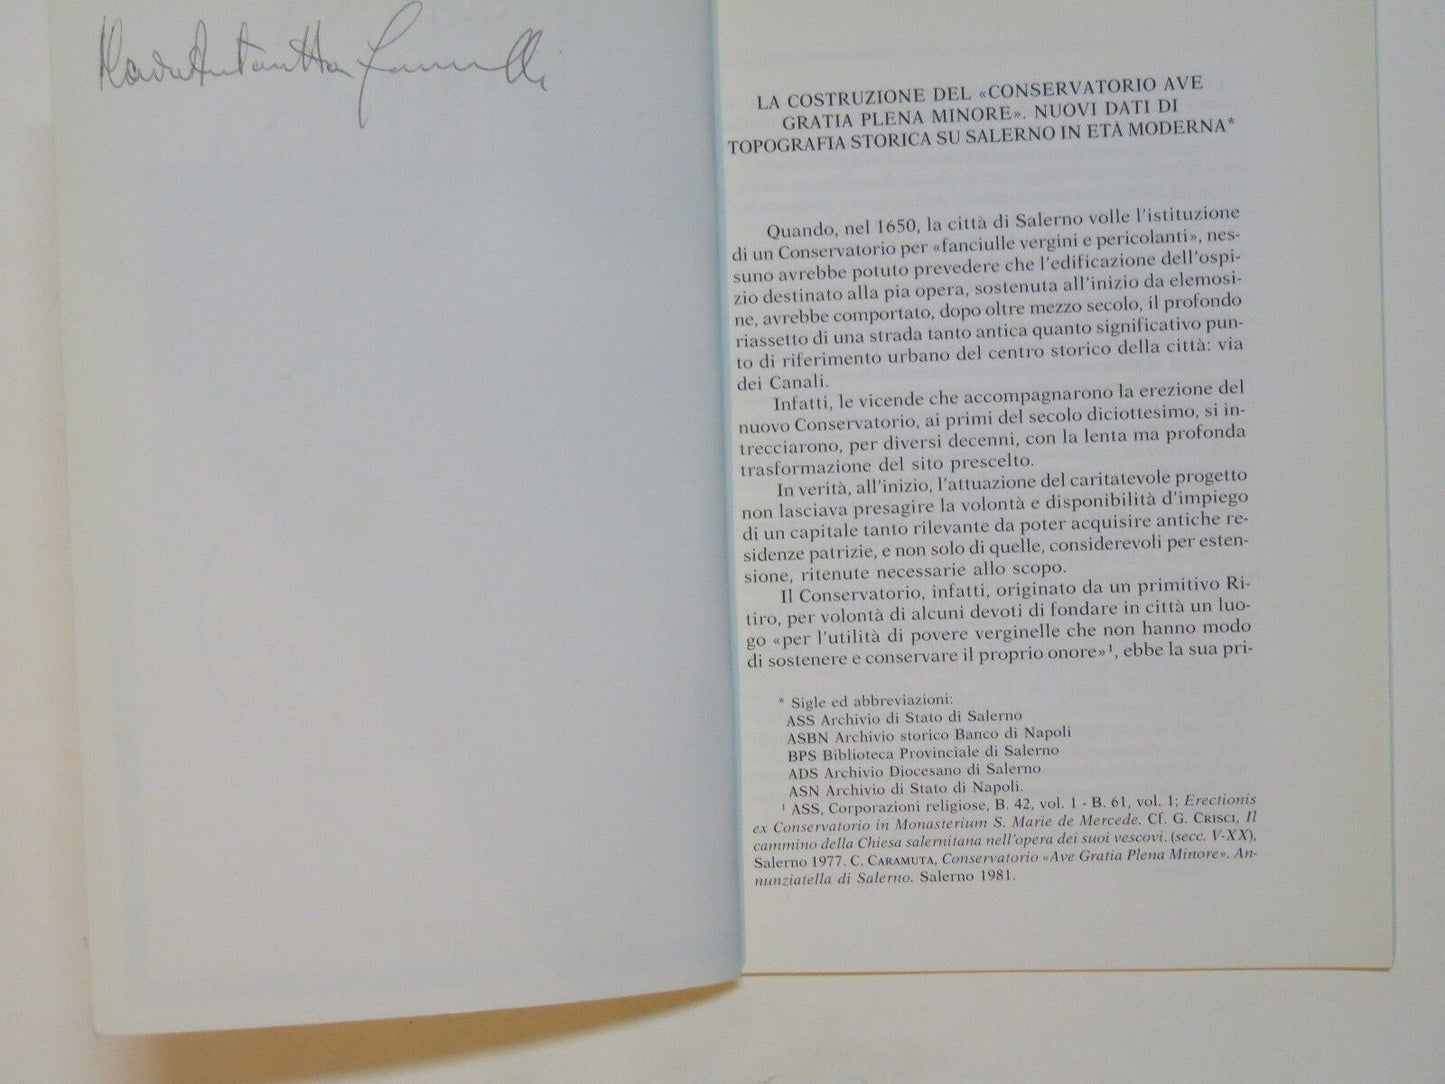 LA COSTRUZIONE DEL «CONSERVATORIO AVE
GRATIA PLENA MINORE». NUOVI DATI DI
TOPOGRAFIA STORICA SU SALERNO IN ETÀ MODERNA*
Quando, nel 1650, la città di Salerno volle l'istituzione
di un Conservatorio per «fanciulle vergini e pericolanti», nes-
suno avrebbe potuto prevedere che l'edificazione dell'ospi-
zio destinato alla pia opera, sostenuta all'inizio da elemosi-
ne, avrebbe comportato, dopo oltre mezzo secolo, il profondo
riassetto di una strada tanto antica quanto significativo pun-
to di riferimento urbano del centro storico della città: via
dei Canali.
Infatti, le vicende che accompagnarono la erezione del
nuovo Conservatorio, ai primi del secolo diciottesimo, si in-
trecciarono, per diversi decenni, con la lenta ma profonda
trasformazione del sito prescelto.
In verità, all'inizio, l'attuazione del caritatevole progetto
non lasciava presagire la volontà e disponibilità d'impiego
di un capitale tanto rilevante da poter acquisire antiche re-
sidenze patrizie, e non solo di quelle, considerevoli per esten-
sione, ritenute necessarie allo scopo.
Il Conservatorio, infatti, originato da un primitivo Ri-
tiro, per volontà di alcuni devoti di fondare in città un luo-
go «per l'utilità di povere verginelle che non hanno modo
di sostenere e conservare il proprio onore»¹, ebbe la sua pri-
* Sigle ed abbreviazioni:
ASS Archivio di Stato di Salerno
ASBN Archivio storico Banco di Napoli
BPS Biblioteca Provinciale di Salerno
ADS Archivio Diocesano di Salerno
ASN Archivio di Stato di Napoli.
¹ ASS, Corporazioni religiose, B. 42, vol. 1 - B. 61, vol. 1; Erectionis
ex Conservatorio in Monasterium S. Marie de Mercede. Cf. G. CRISCI, Il
cammino della Chiesa salernitana nell'opera dei suoi vescovi. (secc. V-XX),
Salerno 1977. C. CARAMUTA, Conservatorio «Ave Gratia Plena Minore». An-
nunziatella di Salerno. Salerno 1981.